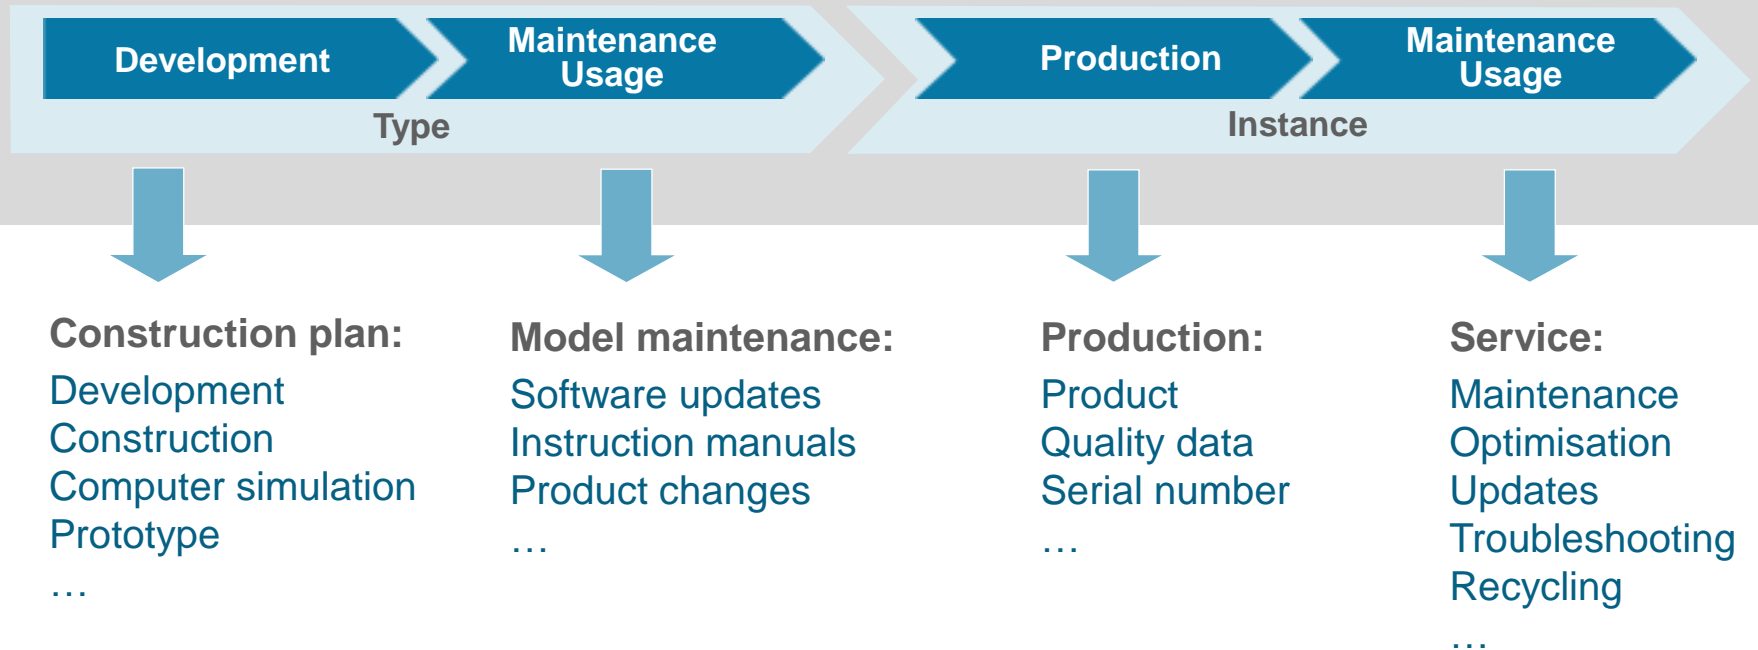 Development
Maintenance
Usage
Type
Production
Maintenance
Usage
Instance
Construction plan:
Development
Construction
Computer simulation
Prototype
…
Model maintenance:
Software updates
Instruction manuals
Product changes
…
Production:
Product
Quality data
Serial number
…
Service:
Maintenance
Optimisation
Updates
Troubleshooting
Recycling
…